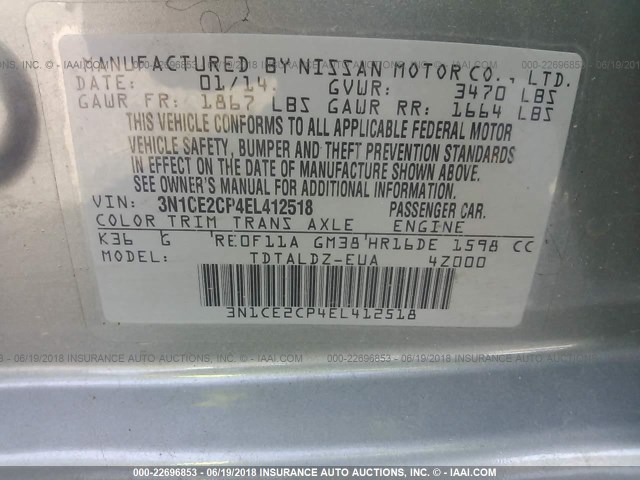 MANUFACTURED BY NISSAN MOTOR CO., LTD.
DATE: 01/14 GVWR: 3470 LBS
GAWR FR: 1867 LBS GAWR RR: 1664 LBS
THIS VEHICLE CONFORMS TO ALL APPLICABLE FEDERAL MOTOR
VEHICLE SAFETY, BUMPER AND THEFT PREVENTION STANDARDS
IN EFFECT ON THE DATE OF MANUFACTURE SHOWN ABOVE.
SEE OWNER'S MANUAL FOR ADDITIONAL INFORMATION.
VIN: 3N1CE2CP4EL412518 PASSENGER CAR.
COLOR TRIM TRANS AXLE ENGINE
K36 G RE0F11A GM38 HR16DE 1598 CC
MODEL: TDTALDZ-EUA 4Z000
3N1CE2CP4EL412518
000-22696853 - 06/19/2018 INSURANCE AUTO AUCTIONS, INC. - © IAAI.COM